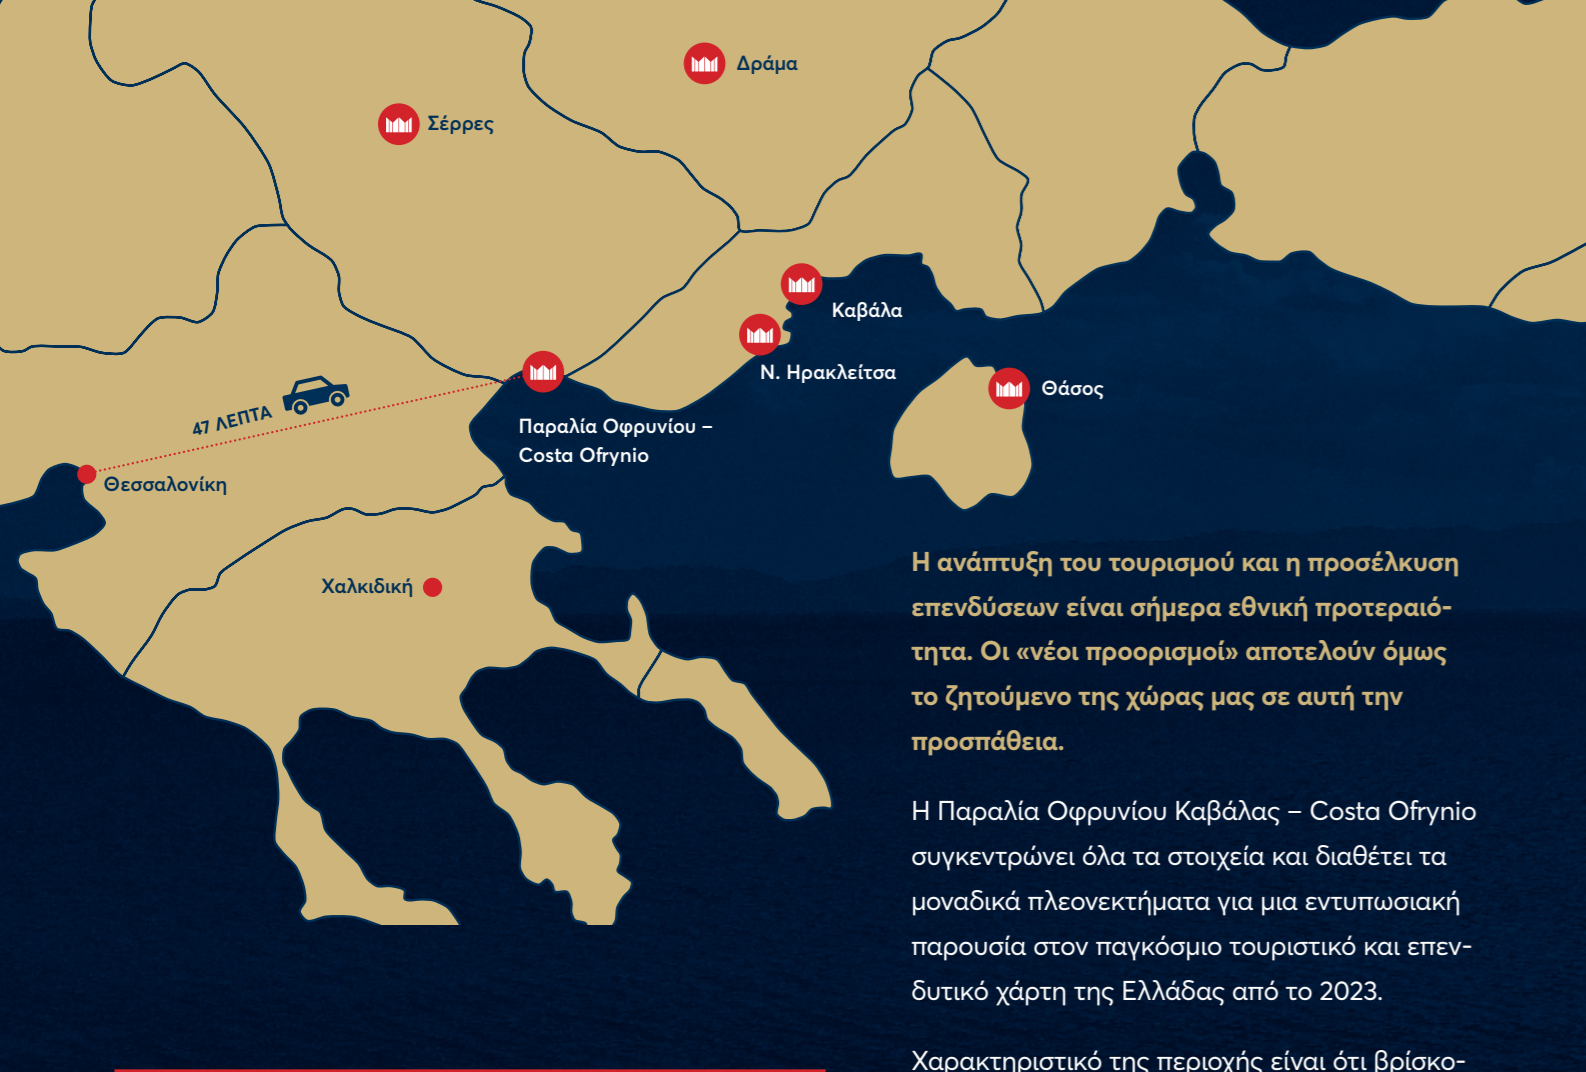 Δράμα
Σέρρες
Καβάλα
Ν. Ηρακλείτσα
Θάσος
47 ΛΕΠΤΑ
Παραλία Οφρυνίου –
Costa Ofrynio
Θεσσαλονίκη
Χαλκιδική
Η ανάπτυξη του τουρισμού και η προσέλκυση
επενδύσεων είναι σήμερα εθνική προτεραιό-
τητα. Οι «νέοι προορισμοί» αποτελούν όμως
το ζητούμενο της χώρας μας σε αυτή την
προσπάθεια.
Η Παραλία Οφρυνίου Καβάλας – Costa Ofrynio
συγκεντρώνει όλα τα στοιχεία και διαθέτει τα
μοναδικά πλεονεκτήματα για μια εντυπωσιακή
παρουσία στον παγκόσμιο τουριστικό και επεν-
δυτικό χάρτη της Ελλάδας από το 2023.
Χαρακτηριστικό της περιοχής είναι ότι βρίσκο-